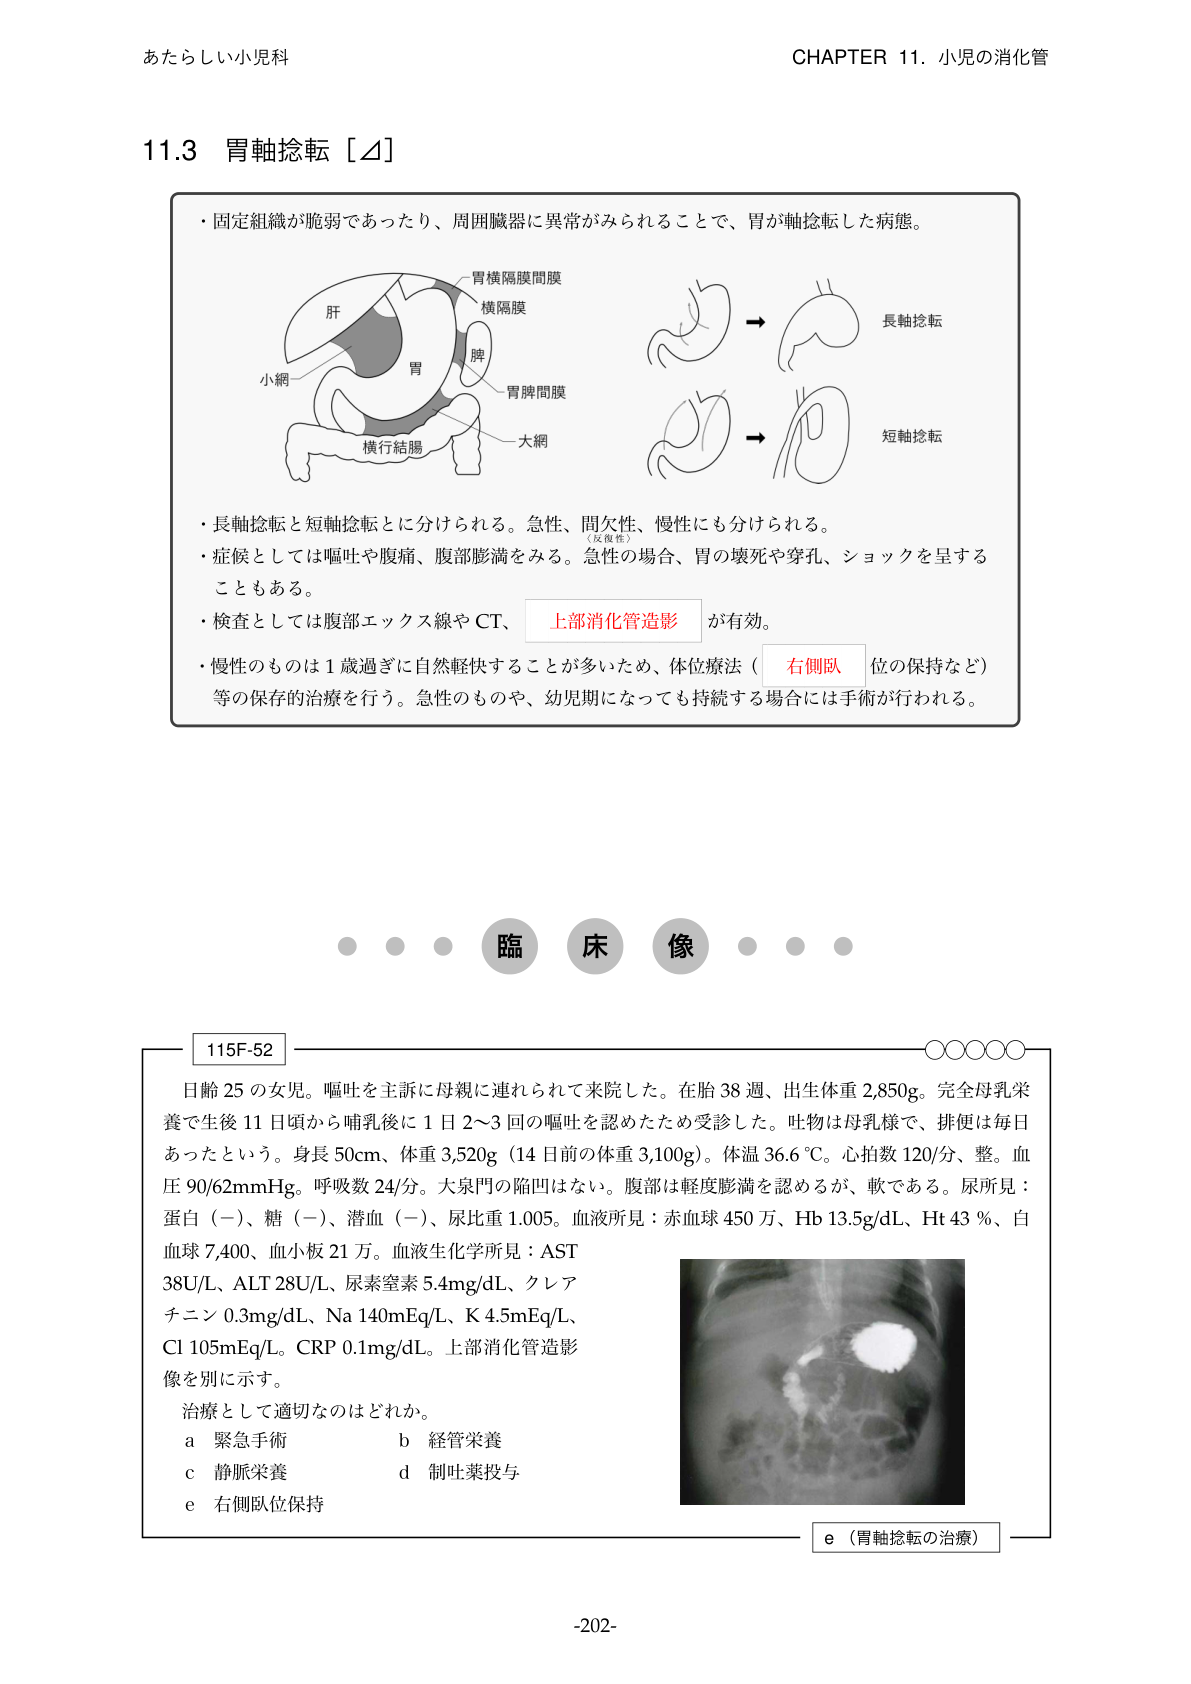 あたらしい小児科
CHAPTER 11. 小児の消化管
11.3 胃軸捻転［⊿］
・固定組織が脆弱であったり、周囲臓器に異常がみられることで、胃が軸捻転した病態。
胃横隔膜間膜
横隔膜
肝
脾
胃
小網
胃脾間膜
大網
横行結腸
長軸捻転
短軸捻転
・長軸捻転と短軸捻転とに分けられる。急性、間欠性、慢性にも分けられる。
〈反復性〉
・症候としては嘔吐や腹痛、腹部膨満をみる。急性の場合、胃の壊死や穿孔、ショックを呈する
こともある。
・検査としては腹部エックス線や CT、 上部消化管造影 が有効。
・慢性のものは 1 歳過ぎに自然軽快することが多いため、体位療法（ 右側臥 位の保持など）
等の保存的治療を行う。急性のものや、幼児期になっても持続する場合には手術が行われる。
臨床像
115F-52
日齢 25 の女児。嘔吐を主訴に母親に連れられて来院した。在胎 38 週、出生体重 2,850g。完全母乳栄
養で生後 11 日頃から哺乳後に 1 日 2〜3 回の嘔吐を認めたため受診した。吐物は母乳様で、排便は毎日
あったという。身長 50cm、体重 3,520g（14 日前の体重 3,100g）。体温 36.6 ℃。心拍数 120/分、整。血
圧 90/62mmHg。呼吸数 24/分。大泉門の陥凹はない。腹部は軽度膨満を認めるが、軟である。尿所見：
蛋白（−）、糖（−）、潜血（−）、尿比重 1.005。血液所見：赤血球 450 万、Hb 13.5g/dL、Ht 43 %、白
血球 7,400、血小板 21 万。血液生化学所見：AST
38U/L、ALT 28U/L、尿素窒素 5.4mg/dL、クレア
チニン 0.3mg/dL、Na 140mEq/L、K 4.5mEq/L、
Cl 105mEq/L。CRP 0.1mg/dL。上部消化管造影
像を別に示す。
治療として適切なのはどれか。
a 緊急手術
b 経管栄養
c 静脈栄養
d 制吐薬投与
e 右側臥位保持
e （胃軸捻転の治療）
-202-